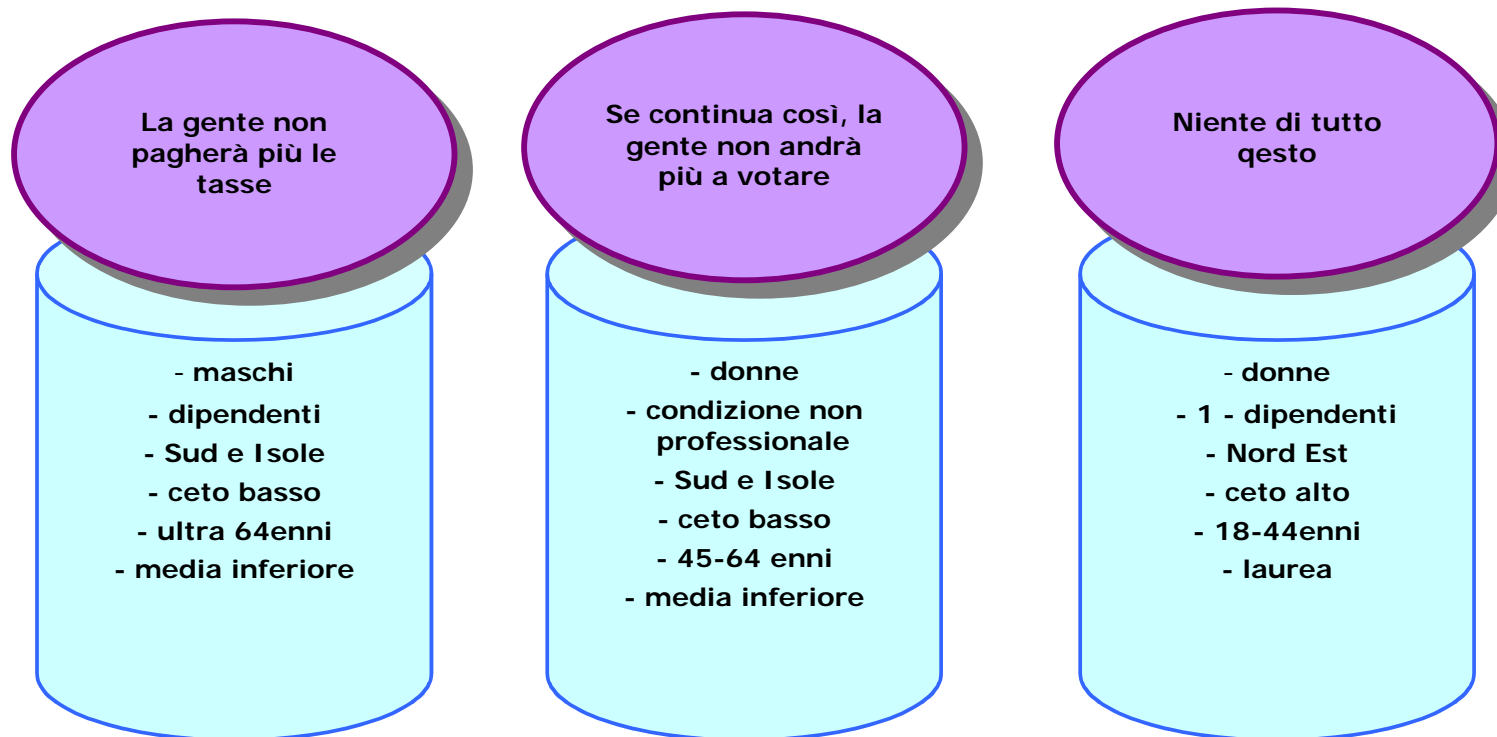 La gente non
pagherà più le
tasse
- maschi
- dipendenti
- Sud e Isole
- ceto basso
- ultra 64enni
- media inferiore
Se continua così, la
gente non andrà
più a votare
- donne
- condizione non
professionale
- Sud e Isole
- ceto basso
- 45-64 enni
- media inferiore
Niente di tutto
qesto
- donne
- 1 - dipendenti
- Nord Est
- ceto alto
- 18-44enni
- laurea